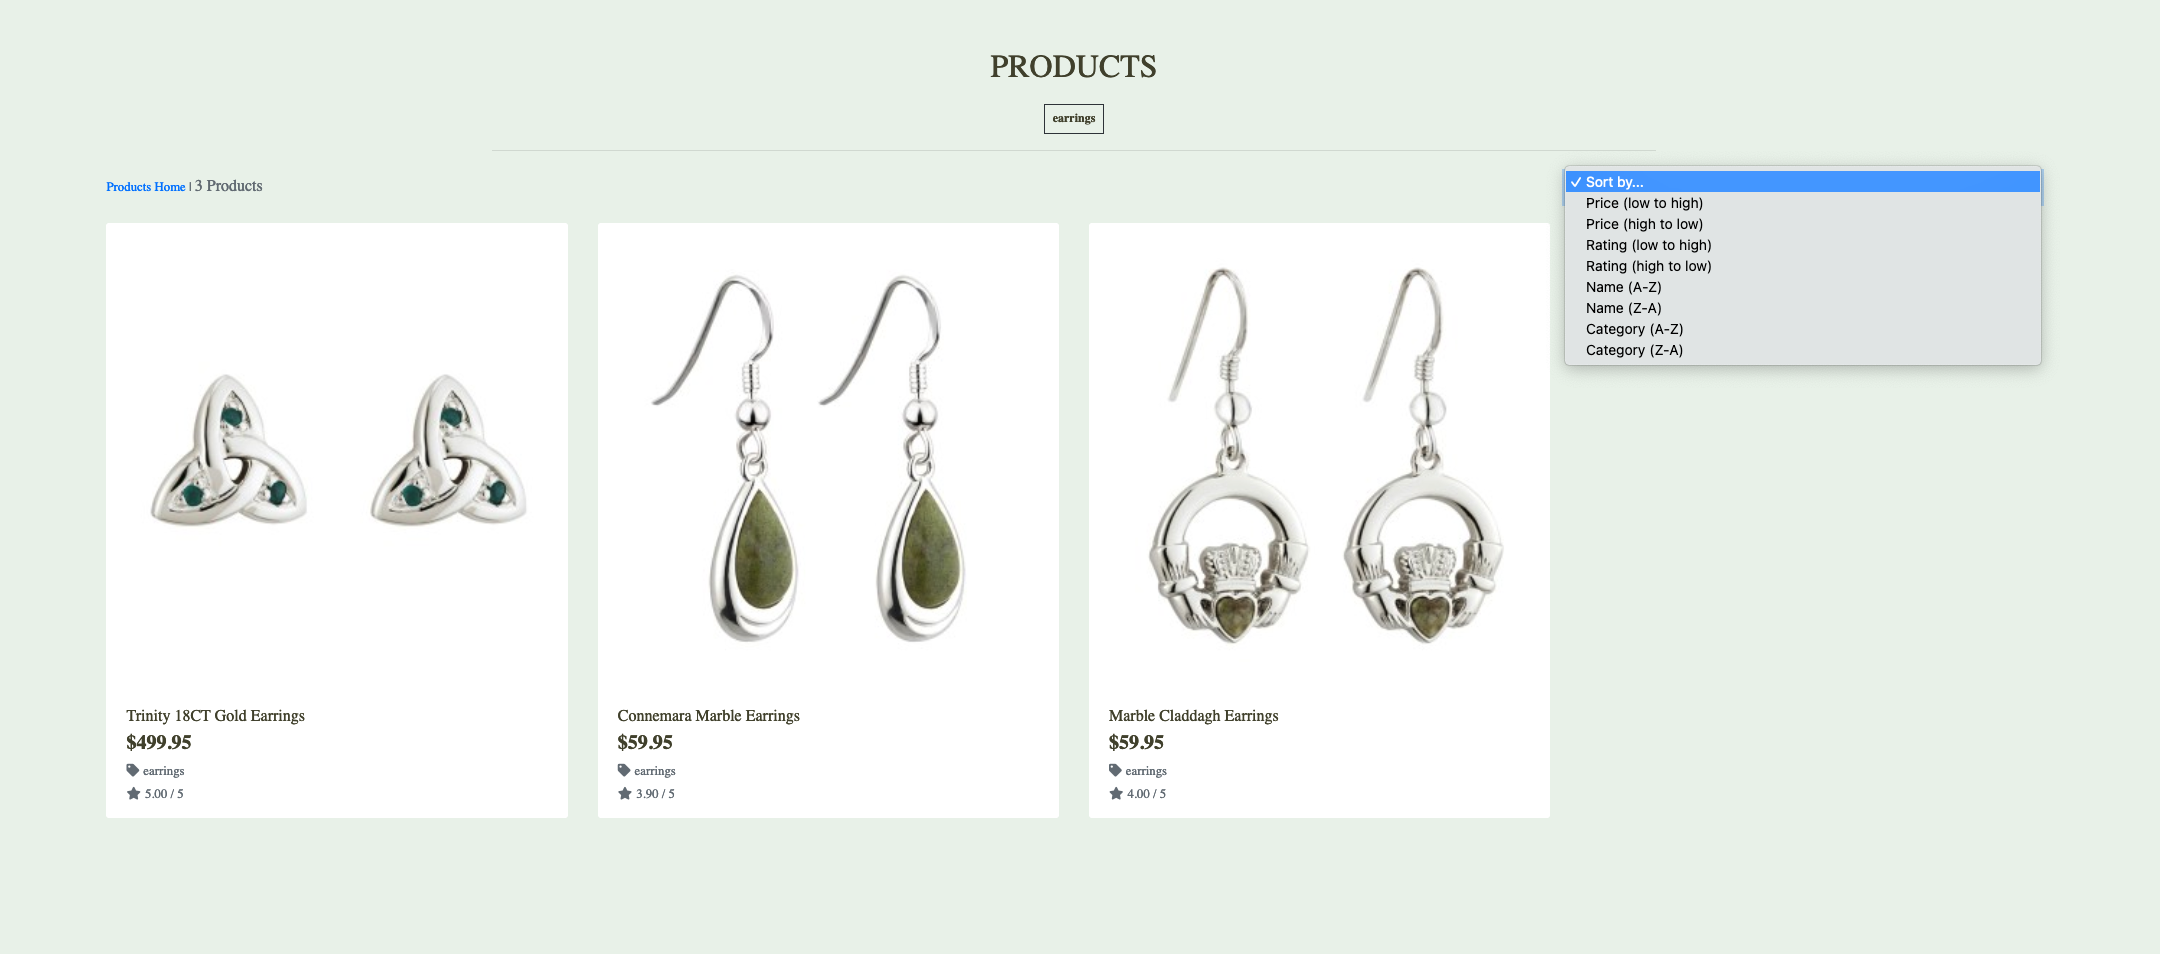 PRODUCTS
earrings
Products Home | 3 Products
Sort by...
Price (low to high)
Price (high to low)
Rating (low to high)
Rating (high to low)
Name (A-Z)
Name (Z-A)
Category (A-Z)
Category (Z-A)
Trinity 18CT Gold Earrings
$499.95
earrings
5.00 / 5
Connemara Marble Earrings
$59.95
earrings
3.90 / 5
Marble Claddagh Earrings
$59.95
earrings
4.00 / 5